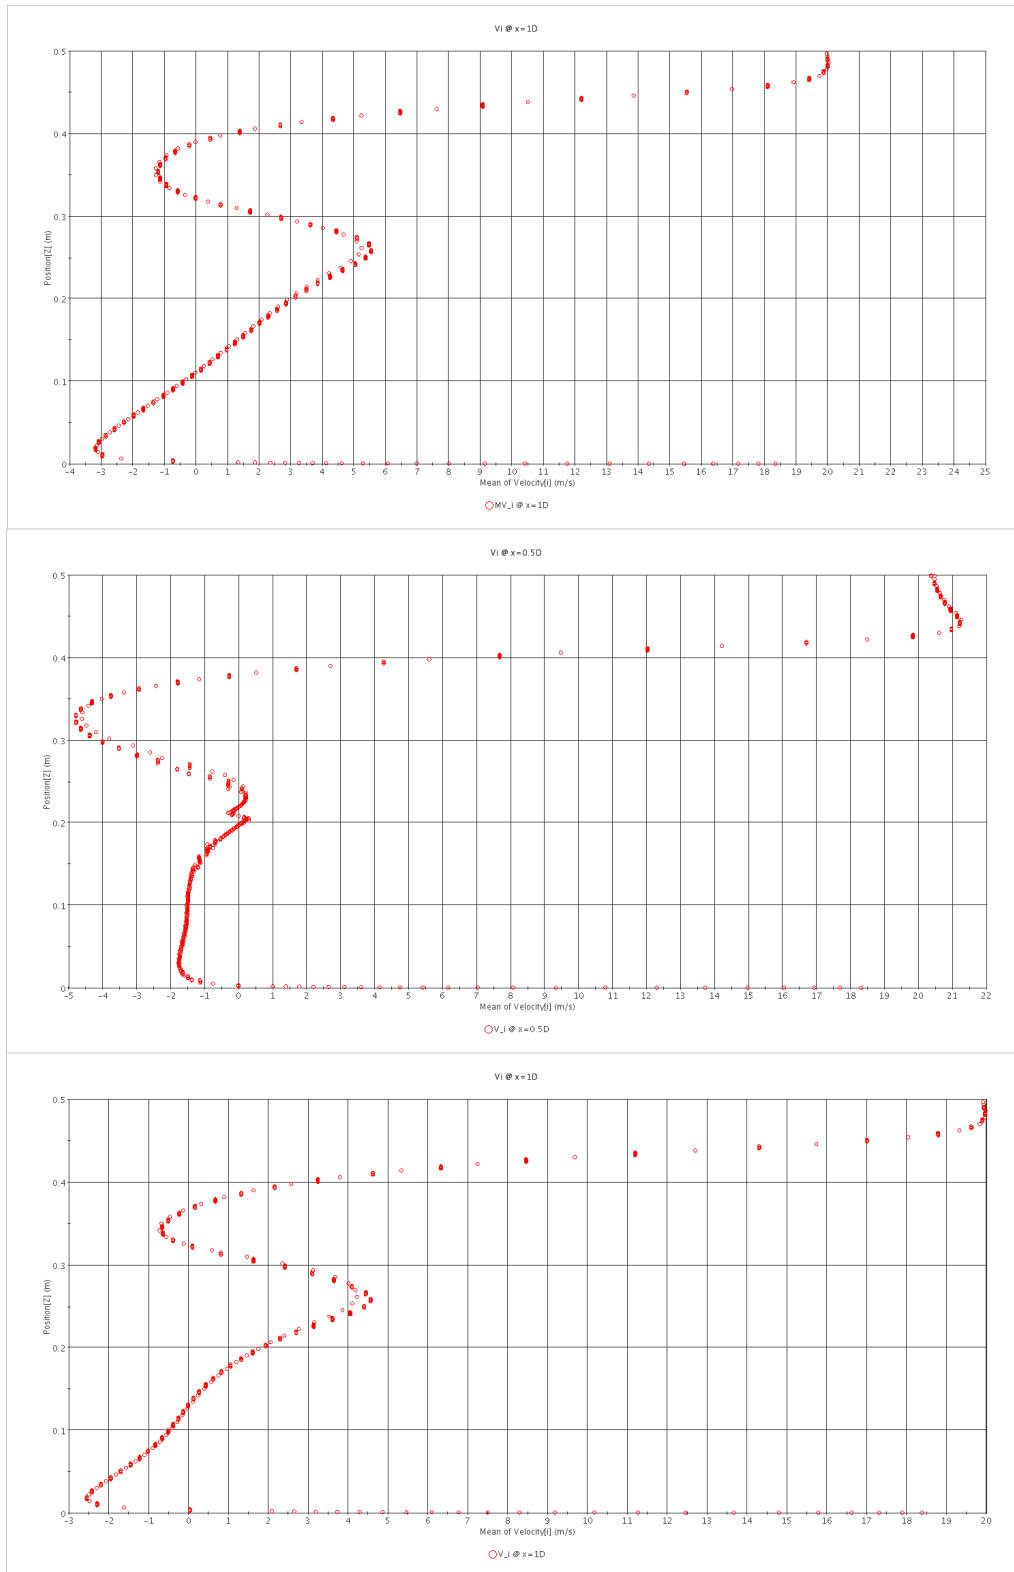 Vi @ x=1D
0.5
0.4
0.3
0.2
0.1
0
Position[Z] (m)
-4 -3 -2 -1 0 1 2 3 4 5 6 7 8 9 10 11 12 13 14 15 16 17 18 19 20 21 22 23 24 25
Mean of Velocity[i] (m/s)
MV_i @ x=1D
Vi @ x=0.5D
0.5
0.4
0.3
0.2
0.1
0
Position[Z] (m)
-5 -4 -3 -2 -1 0 1 2 3 4 5 6 7 8 9 10 11 12 13 14 15 16 17 18 19 20 21 22
Mean of Velocity[i] (m/s)
V_i @ x=0.5D
Vi @ x=1D
0.5
0.4
0.3
0.2
0.1
0
Position[Z] (m)
-3 -2 -1 0 1 2 3 4 5 6 7 8 9 10 11 12 13 14 15 16 17 18 19 20
Mean of Velocity[i] (m/s)
V_i @ x=1D